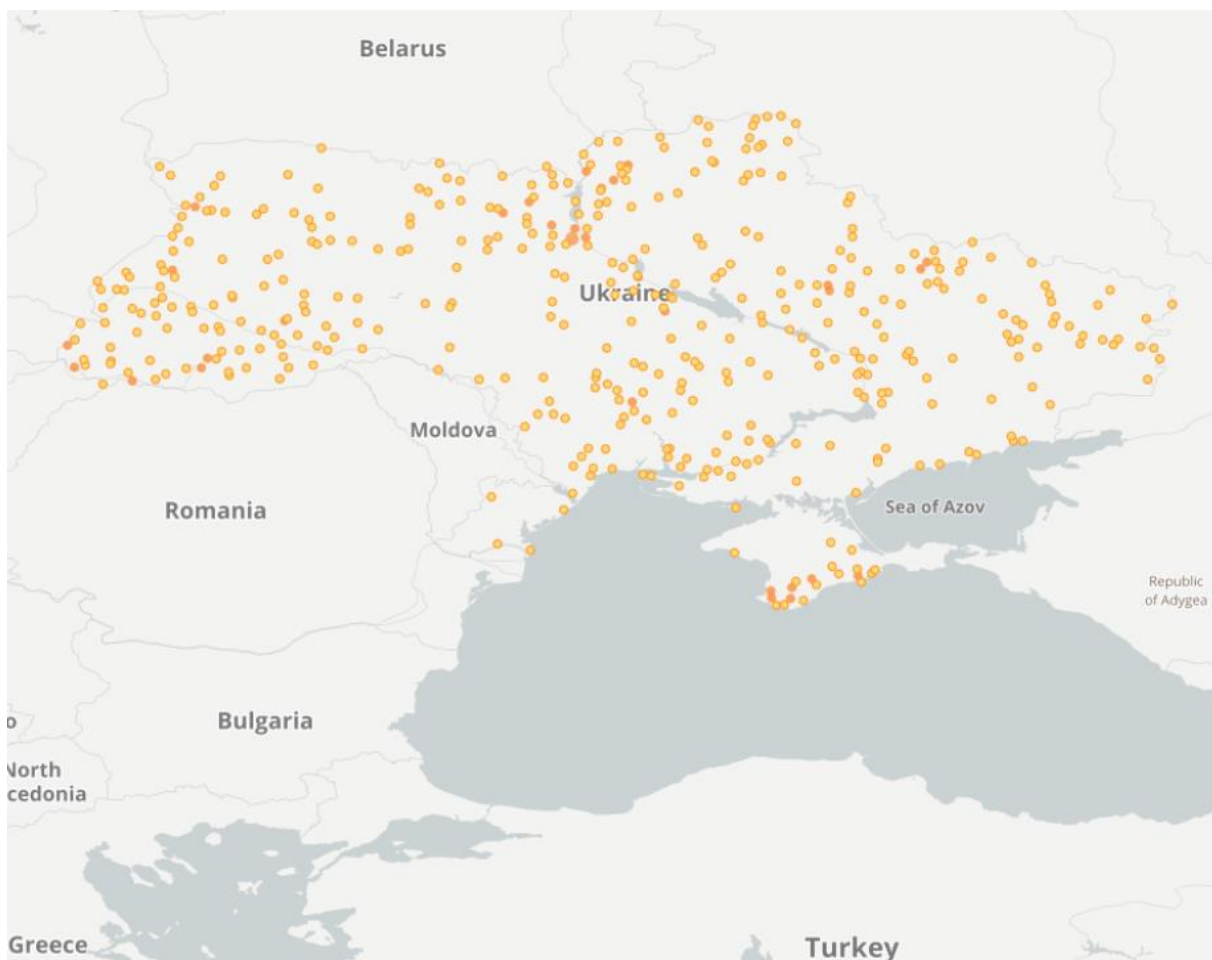 Belarus
Ukraine
Moldova
Romania
Sea of Azov
Republic
of Adygea
Bulgaria
o
North
cedonia
Greece
Turkey